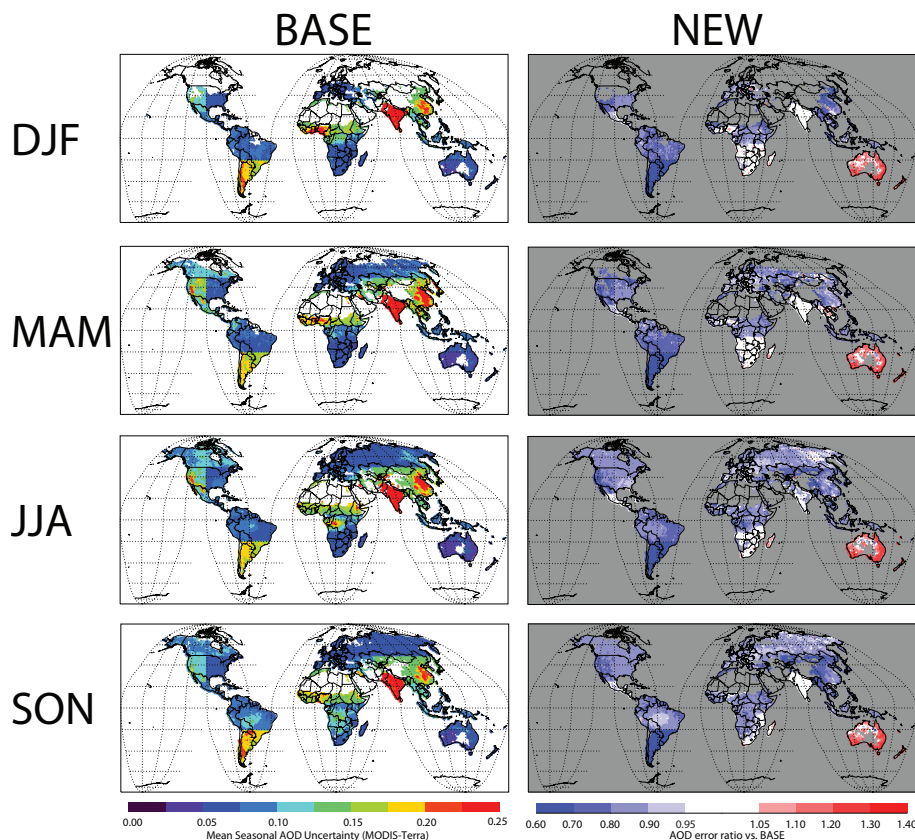 BASE NEW
DJF
MAM
JJA
SON
0.00 0.05 0.10 0.15 0.20 0.25
Mean Seasonal AOD Uncertainty (MODIS-Terra)
0.60 0.70 0.80 0.90 0.95 1.05 1.10 1.20 1.30 1.40
AOD error ratio vs. BASE